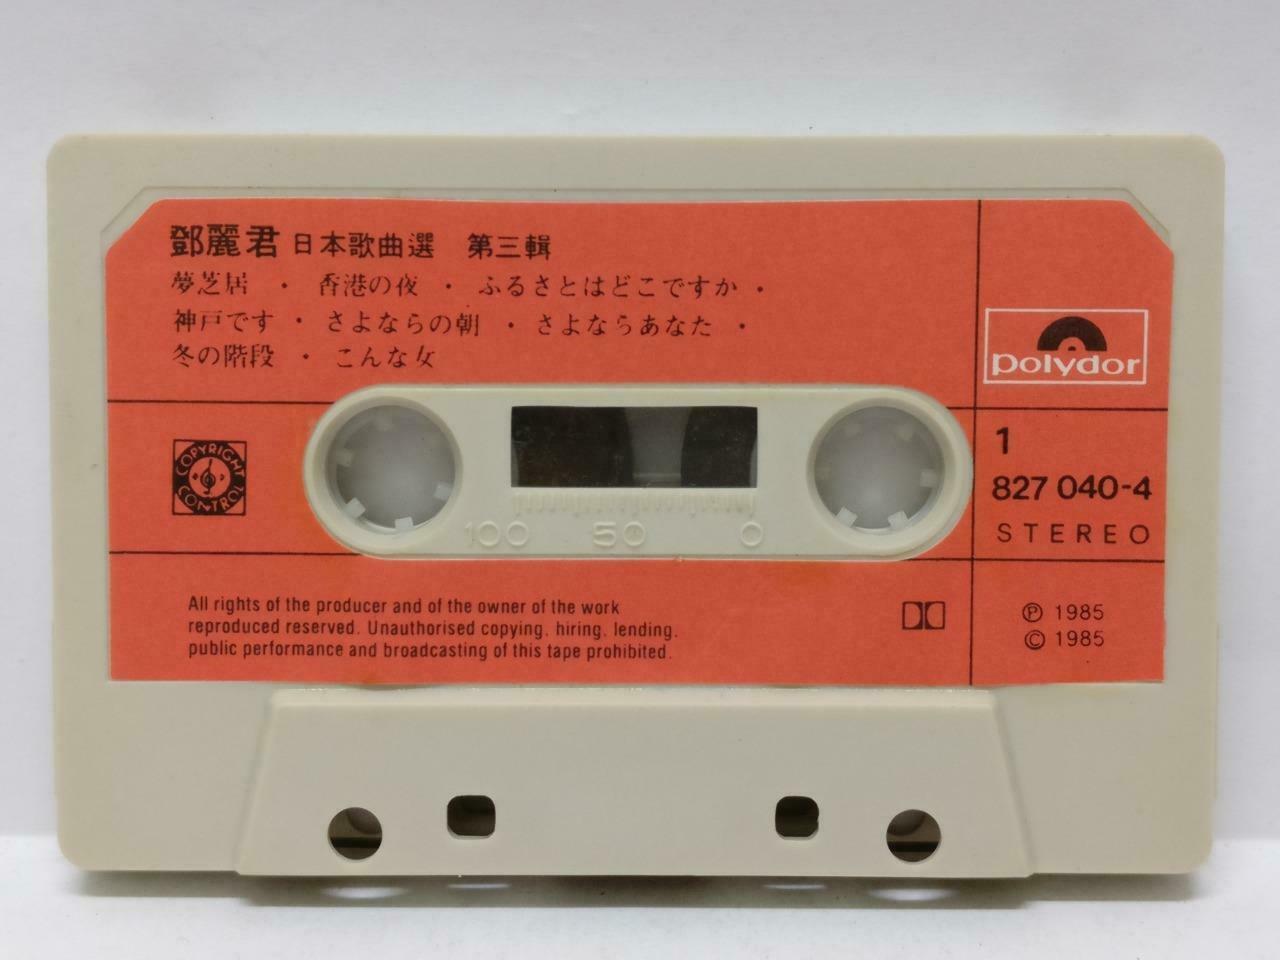 鄧麗君 日本歌曲選 第三輯
夢芝居 · 香港の夜 · ふるさとはどこですか ·
神戸です · さよならの朝 · さよならあなた ·
冬の階段 · こんな女
polydor
COPYRIGHT CONTROL
1
827 040-4
STEREO
100 50 0
All rights of the producer and of the owner of the work
reproduced reserved. Unauthorised copying, hiring, lending,
public performance and broadcasting of this tape prohibited.
Ⓟ 1985
© 1985